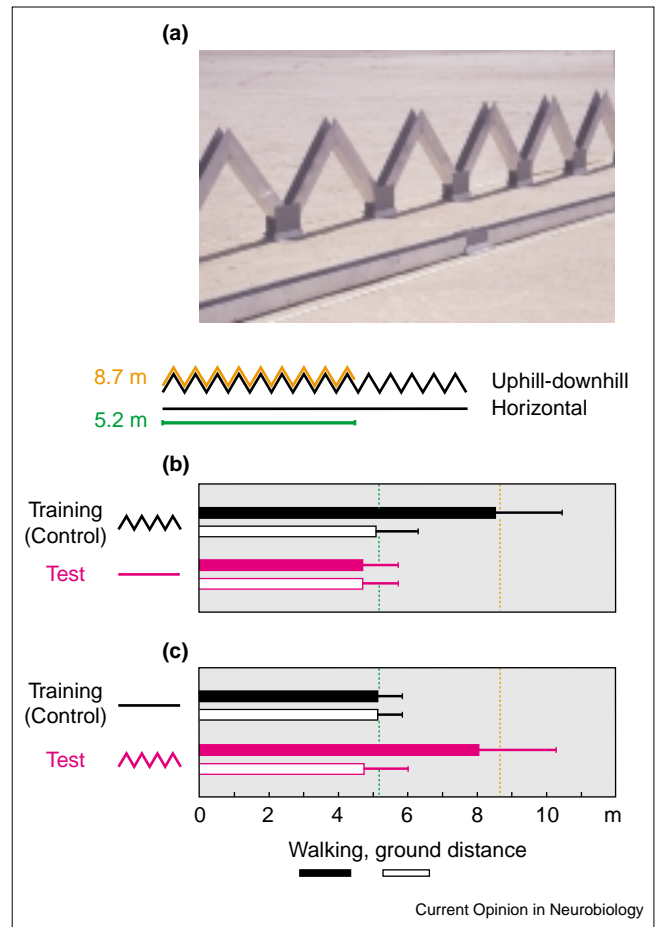 (a)
8.7 m
Uphill-downhill
Horizontal
5.2 m
(b)
Training
(Control)
Test
(c)
Training
(Control)
Test
0 2 4 6 8 10 m
Walking, ground distance
Current Opinion in Neurobiology